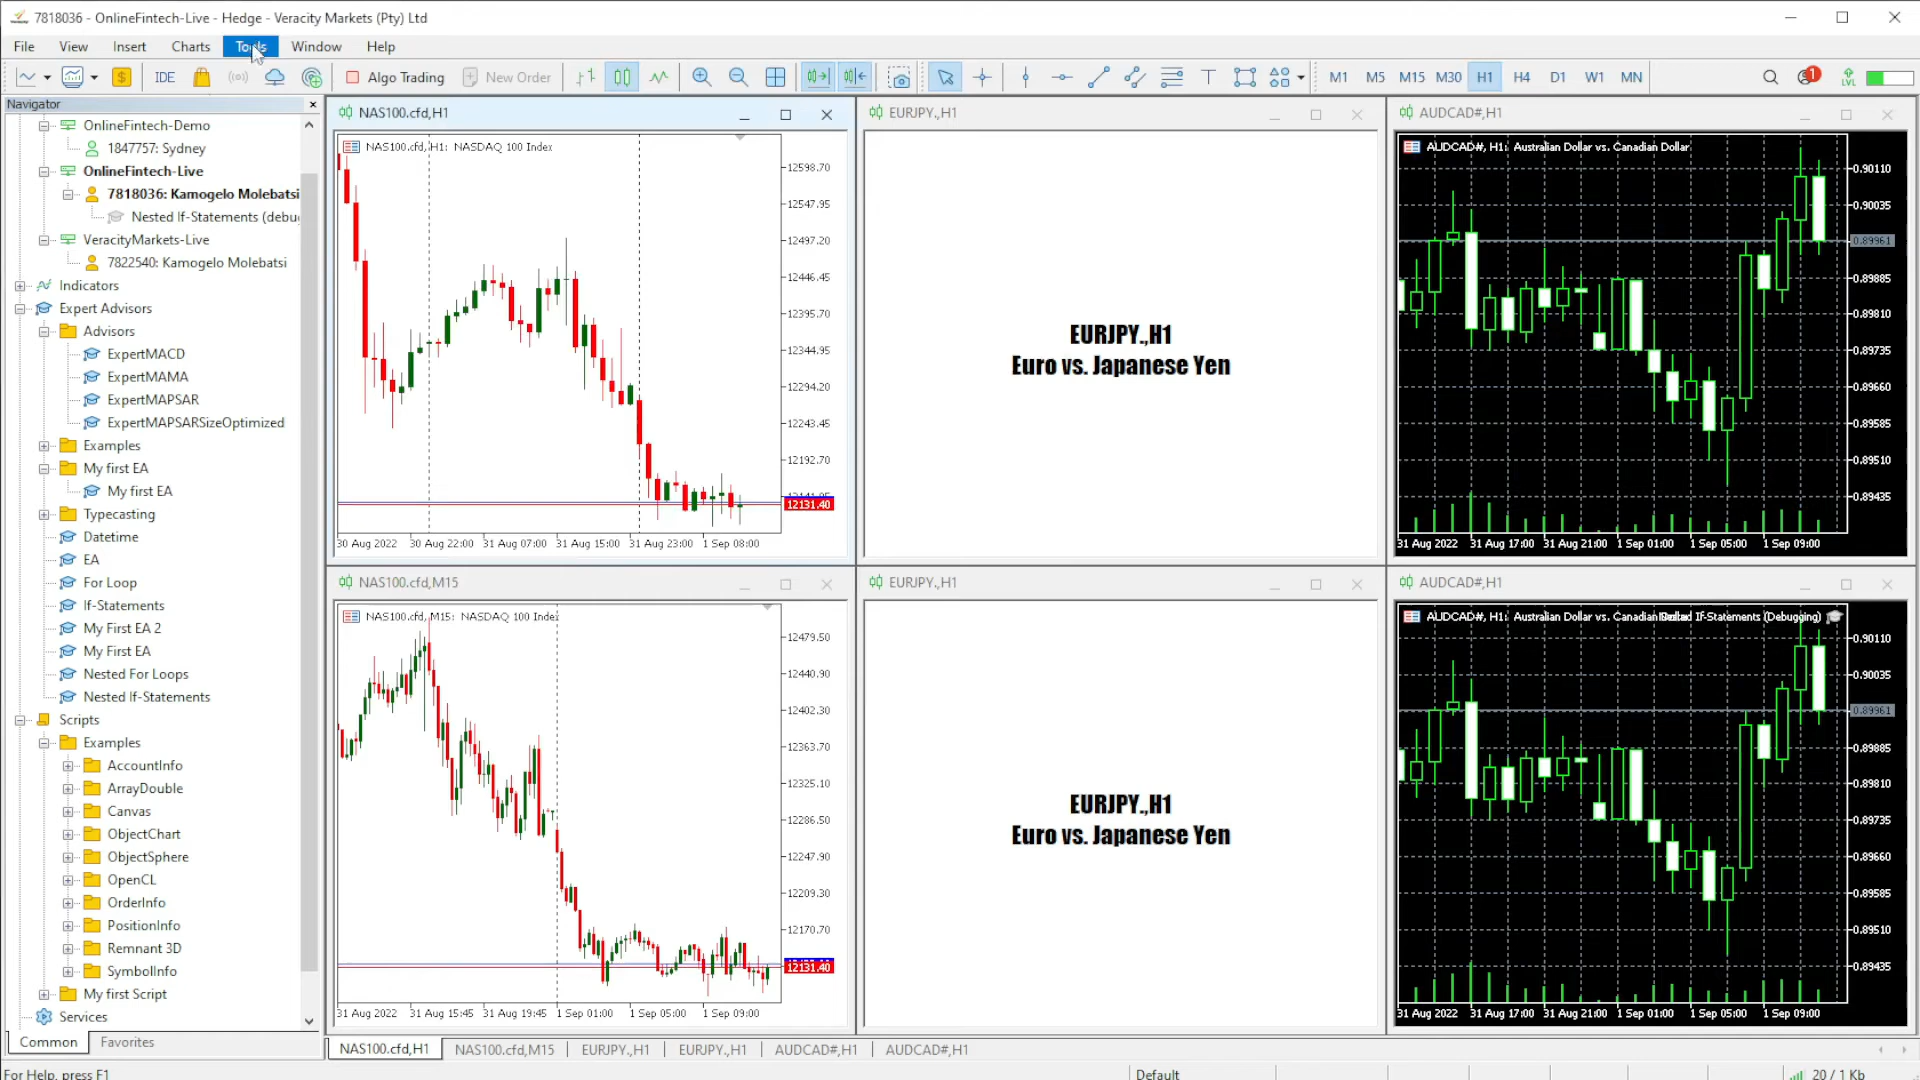 7818036 - OnlineFintech-Live - Hedge - Veracity Markets (Pty) Ltd
File View Insert Charts Tools Window Help
IDE Algo Trading New Order M1 M5 M15 M30 H1 H4 D1 W1 MN 1 LVL
Navigator
OnlineFintech-Demo
1847757: Sydney
OnlineFintech-Live
7818036: Kamogelo Molebatsi
Nested If-Statements (debu
VeracityMarkets-Live
7822540: Kamogelo Molebatsi
Indicators
Expert Advisors
Advisors
ExpertMACD
ExpertMAMA
ExpertMAPSAR
ExpertMAPSARSizeOptimized
Examples
My first EA
My first EA
Typecasting
Datetime
EA
For Loop
If-Statements
My First EA 2
My First EA
Nested For Loops
Nested If-Statements
Scripts
Examples
AccountInfo
ArrayDouble
Canvas
ObjectChart
ObjectSphere
OpenCL
OrderInfo
PositionInfo
Remnant 3D
SymbolInfo
My first Script
Services
Common Favorites
NAS100.cfd,H1
NAS100.cfd, H1: NASDAQ 100 Index
12598.70
12547.95
12497.20
12446.45
12395.70
12344.95
12294.20
12243.45
12192.70
12131.40
30 Aug 2022 30 Aug 22:00 31 Aug 07:00 31 Aug 15:00 31 Aug 23:00 1 Sep 08:00
EURJPY.,H1
EURJPY.,H1
Euro vs. Japanese Yen
AUDCAD#,H1
AUDCAD#, H1: Australian Dollar vs. Canadian Dollar
0.90110
0.90035
0.89961
0.89885
0.89810
0.89735
0.89660
0.89585
0.89510
0.89435
31 Aug 2022 31 Aug 17:00 31 Aug 21:00 1 Sep 01:00 1 Sep 05:00 1 Sep 09:00
NAS100.cfd,M15
NAS100.cfd, M15: NASDAQ 100 Index
12479.50
12440.90
12402.30
12363.70
12325.10
12286.50
12247.90
12209.30
12170.70
12131.40
31 Aug 2022 31 Aug 15:45 31 Aug 19:45 1 Sep 01:00 1 Sep 05:00 1 Sep 09:00
EURJPY.,H1
EURJPY.,H1
Euro vs. Japanese Yen
AUDCAD#,H1
AUDCAD#, H1: Australian Dollar vs. Canadian If-Statements (Debugging)
0.90110
0.90035
0.89961
0.89885
0.89810
0.89735
0.89660
0.89585
0.89510
0.89435
31 Aug 2022 31 Aug 17:00 31 Aug 21:00 1 Sep 01:00 1 Sep 05:00 1 Sep 09:00
NAS100.cfd,H1 NAS100.cfd,M15 EURJPY.,H1 EURJPY.,H1 AUDCAD#,H1 AUDCAD#,H1
For Help, press F1 Default 20 / 1 Kb